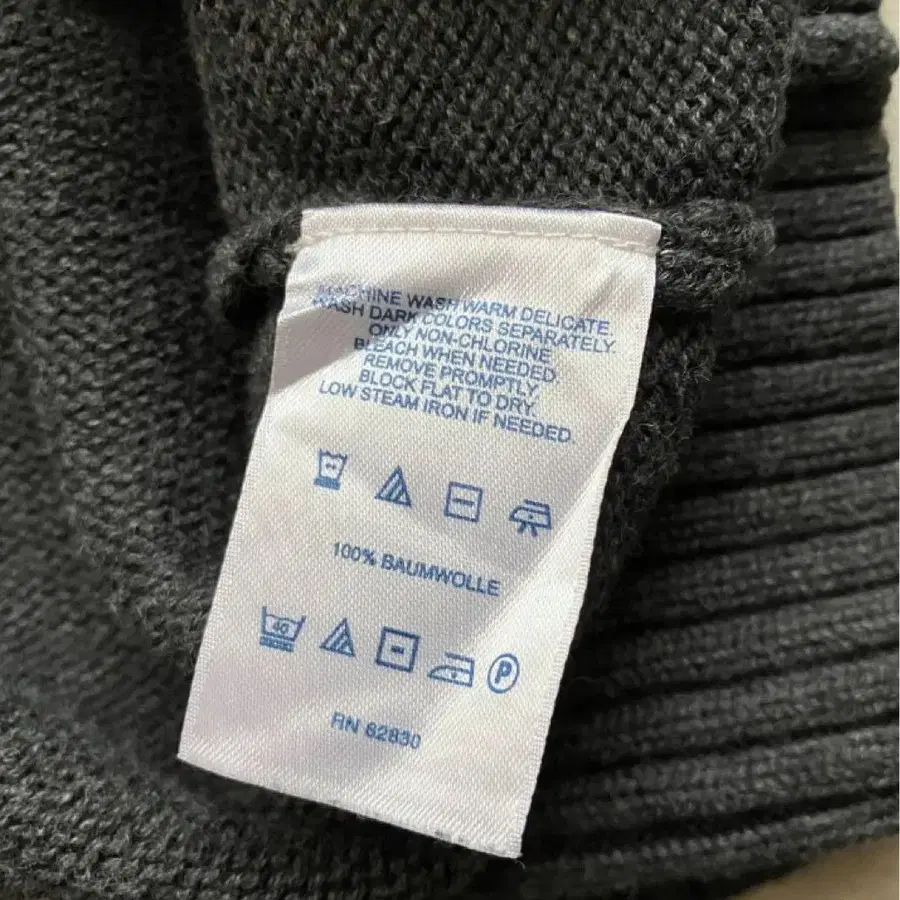 MACHINE WASH WARM DELICATE.
WASH DARK COLORS SEPARATELY.
ONLY NON-CHLORINE
BLEACH WHEN NEEDED.
REMOVE PROMPTLY,
BLOCK FLAT TO DRY.
LOW STEAM IRON IF NEEDED.
100% BAUMWOLLE
40
P
RN 62830